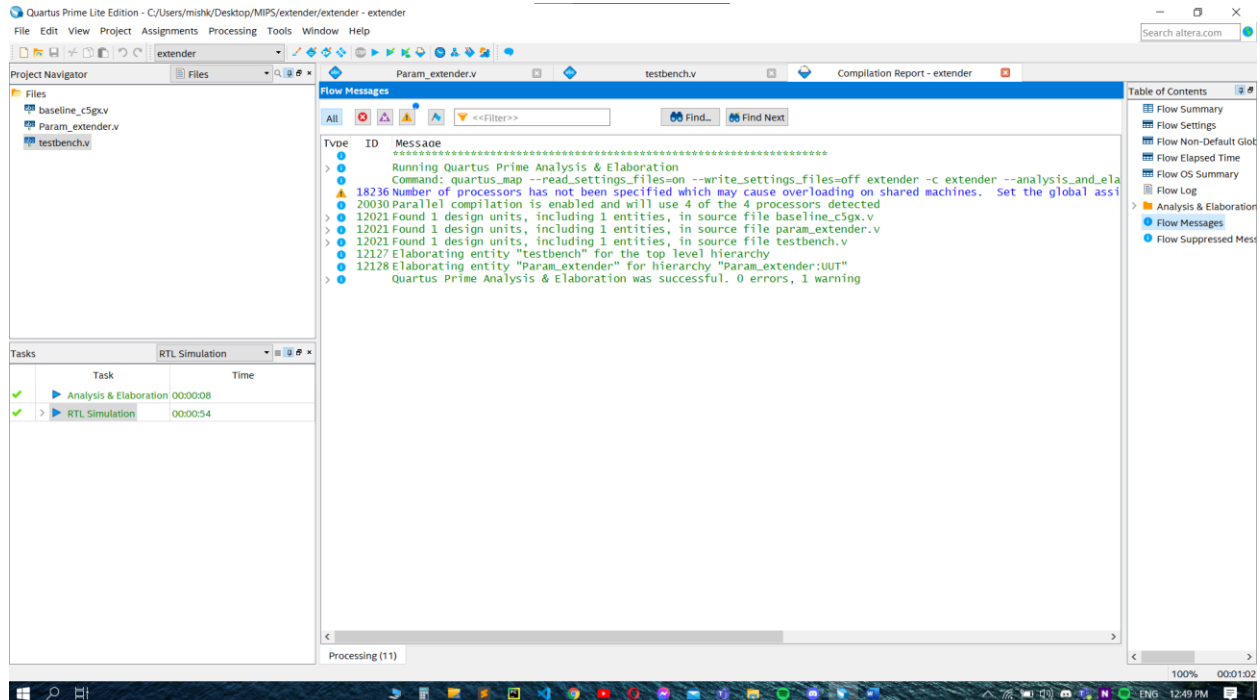 Quartus Prime Lite Edition - C:/Users/mishk/Desktop/MIPS/extender/extender - extender
File Edit View Project Assignments Processing Tools Window Help
Search altera.com
extender
Project Navigator
Files
Files
baseline_c5gx.v
Param_extender.v
testbench.v
Tasks
RTL Simulation
Task Time
Analysis & Elaboration 00:00:08
RTL Simulation 00:00:54
Param_extender.v
testbench.v
Compilation Report - extender
Flow Messages
All
<<Filter>>
Find...
Find Next
Type ID Message
*******************************************************************
Running Quartus Prime Analysis & Elaboration
Command: quartus_map --read_settings_files=on --write_settings_files=off extender -c extender --analysis_and_ela
18236 Number of processors has not been specified which may cause overloading on shared machines. Set the global assi
20030 Parallel compilation is enabled and will use 4 of the 4 processors detected
12021 Found 1 design units, including 1 entities, in source file baseline_c5gx.v
12021 Found 1 design units, including 1 entities, in source file param_extender.v
12021 Found 1 design units, including 1 entities, in source file testbench.v
12127 Elaborating entity "testbench" for the top level hierarchy
12128 Elaborating entity "Param_extender" for hierarchy "Param_extender:UUT"
Quartus Prime Analysis & Elaboration was successful. 0 errors, 1 warning
Processing (11)
Table of Contents
Flow Summary
Flow Settings
Flow Non-Default Glob
Flow Elapsed Time
Flow OS Summary
Flow Log
Analysis & Elaboration
Flow Messages
Flow Suppressed Mess
100% 00:01:02
ENG 12:49 PM